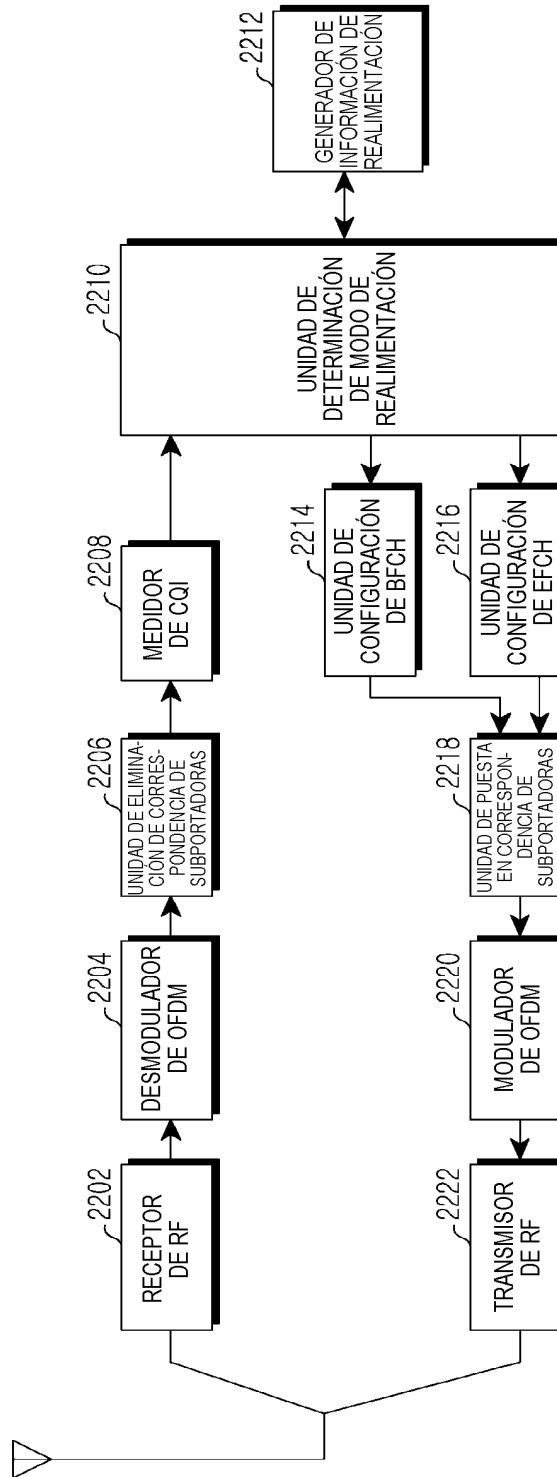 2202
RECEPTOR
DE RF
2204
DESMODULADOR
DE OFDM
2206
UNIDAD DE ELIMINA-
CIÓN DE CORRES-
PONDENCIA DE
SUBPORTADORAS
2208
MEDIDOR
DE CQI
2210
UNIDAD DE
DETERMINACIÓN
DE MODO DE
REALIMENTACIÓN
2212
GENERADOR DE
INFORMACIÓN DE
REALIMENTACIÓN
2214
UNIDAD DE
CONFIGURACIÓN
DE BFCH
2216
UNIDAD DE
CONFIGURACIÓN
DE EFCH
2218
UNIDAD DE PUESTA
EN CORRESPON-
DENCIA DE
SUBPORTADORAS
2220
MODULADOR
DE OFDM
2222
TRANSMISOR
DE RF